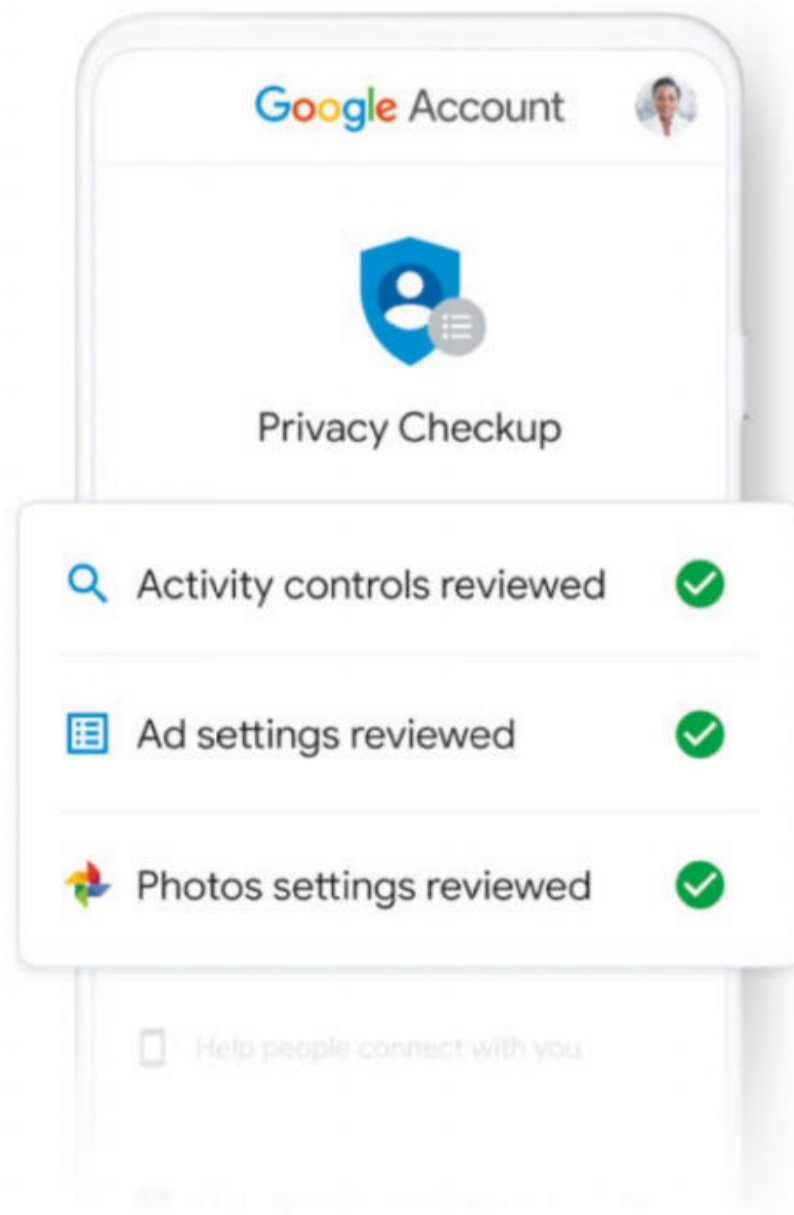 Google Account
Privacy Checkup
Activity controls reviewed
Ad settings reviewed
Photos settings reviewed
Help people connect with you